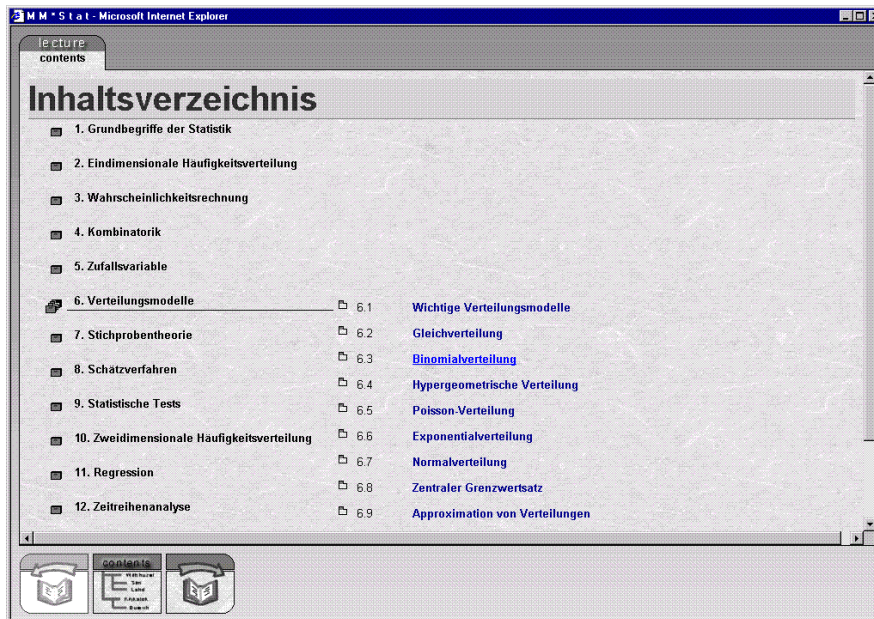 M M * S t a t - Microsoft Internet Explorer
lecture
contents
Inhaltsverzeichnis
1. Grundbegriffe der Statistik
2. Eindimensionale Häufigkeitsverteilung
3. Wahrscheinlichkeitsrechnung
4. Kombinatorik
5. Zufallsvariable
6. Verteilungsmodelle
7. Stichprobentheorie
8. Schätzverfahren
9. Statistische Tests
10. Zweidimensionale Häufigkeitsverteilung
11. Regression
12. Zeitreihenanalyse
6.1 Wichtige Verteilungsmodelle
6.2 Gleichverteilung
6.3 Binomialverteilung
6.4 Hypergeometrische Verteilung
6.5 Poisson-Verteilung
6.6 Exponentialverteilung
6.7 Normalverteilung
6.8 Zentraler Grenzwertsatz
6.9 Approximation von Verteilungen
contents